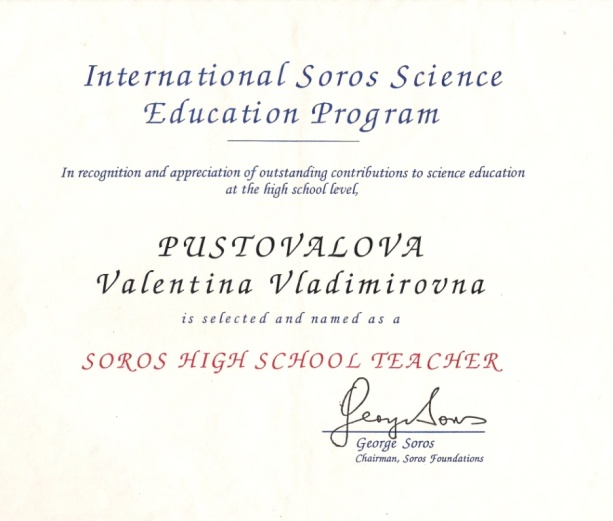 International Soros Science
Education Program
In recognition and appreciation of outstanding contributions to science education
at the high school level,
PUSTOVALOVA
Valentina Vladimirovna
is selected and named as a
SOROS HIGH SCHOOL TEACHER
George Soros
George Soros
Chairman, Soros Foundations